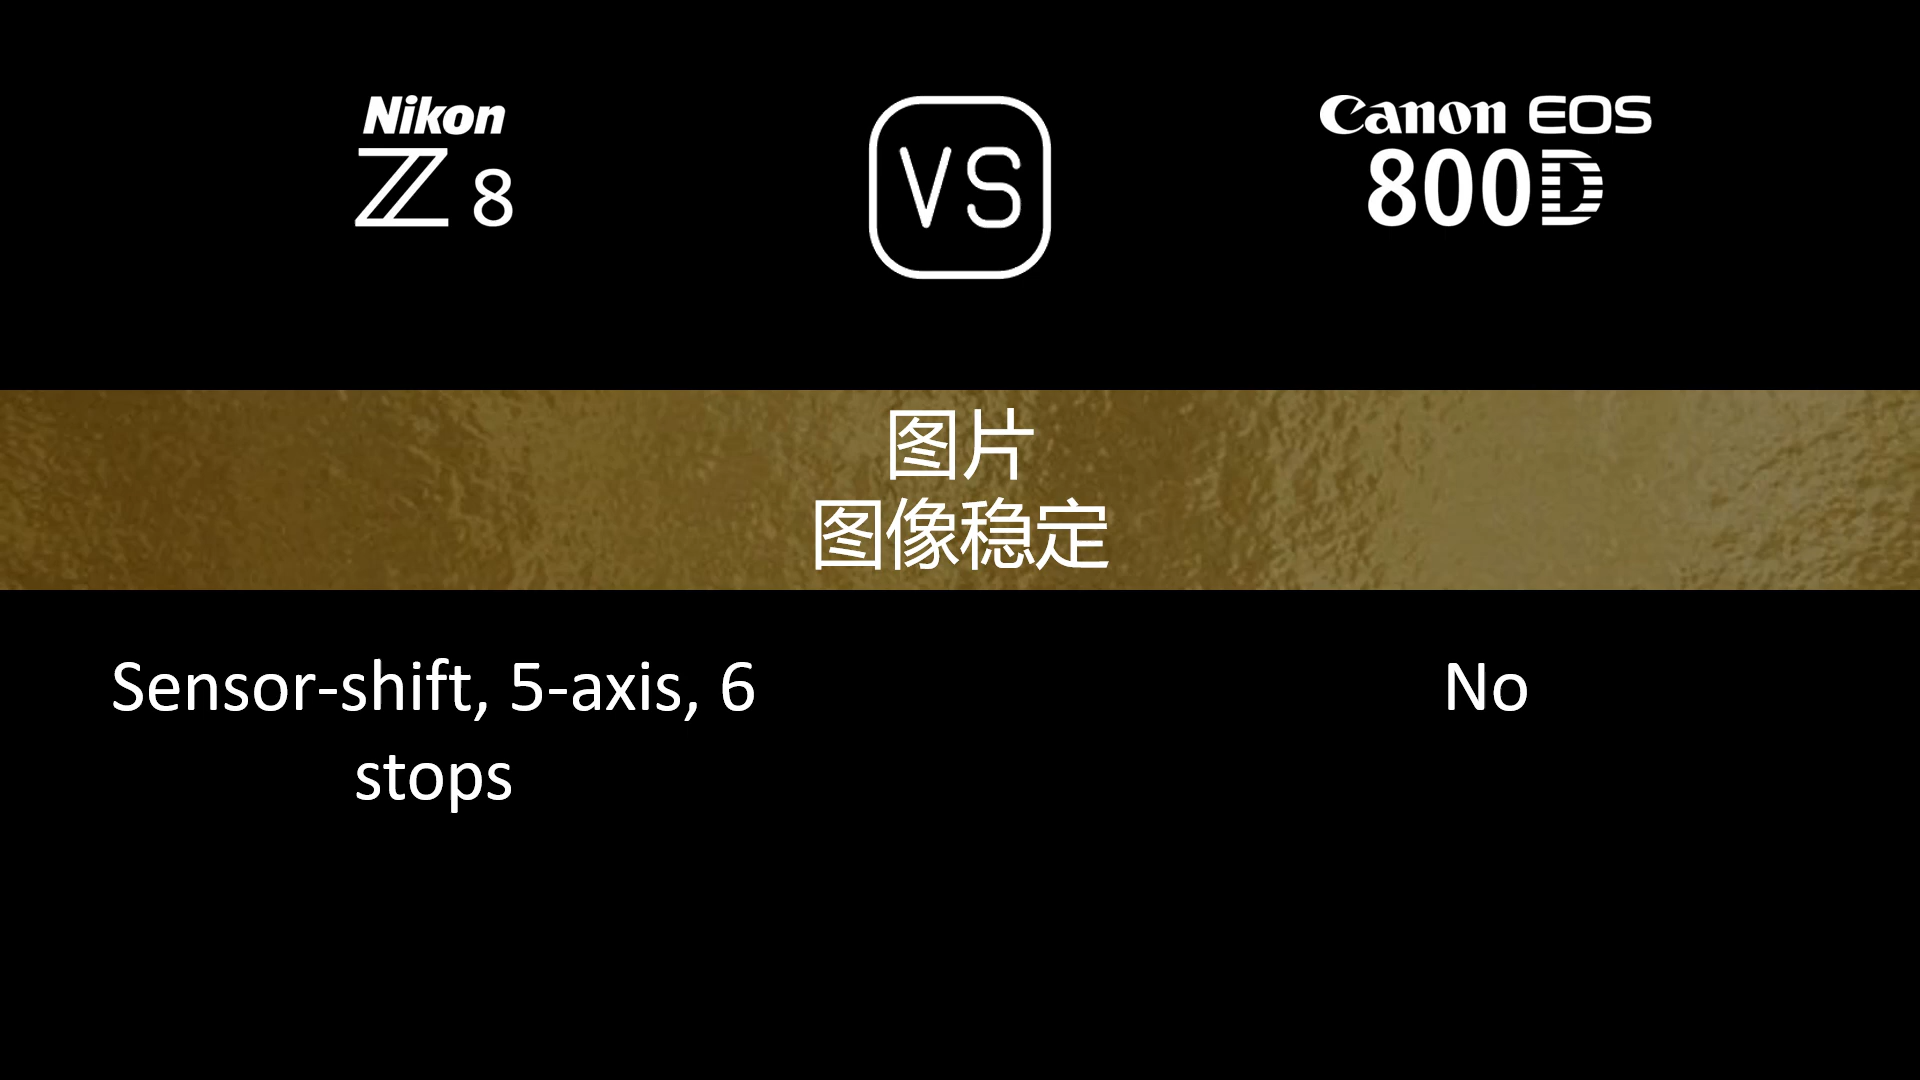 Nikon
Z 8
VS
Canon EOS
800D
图片
图像稳定
Sensor-shift, 5-axis, 6
stops
No